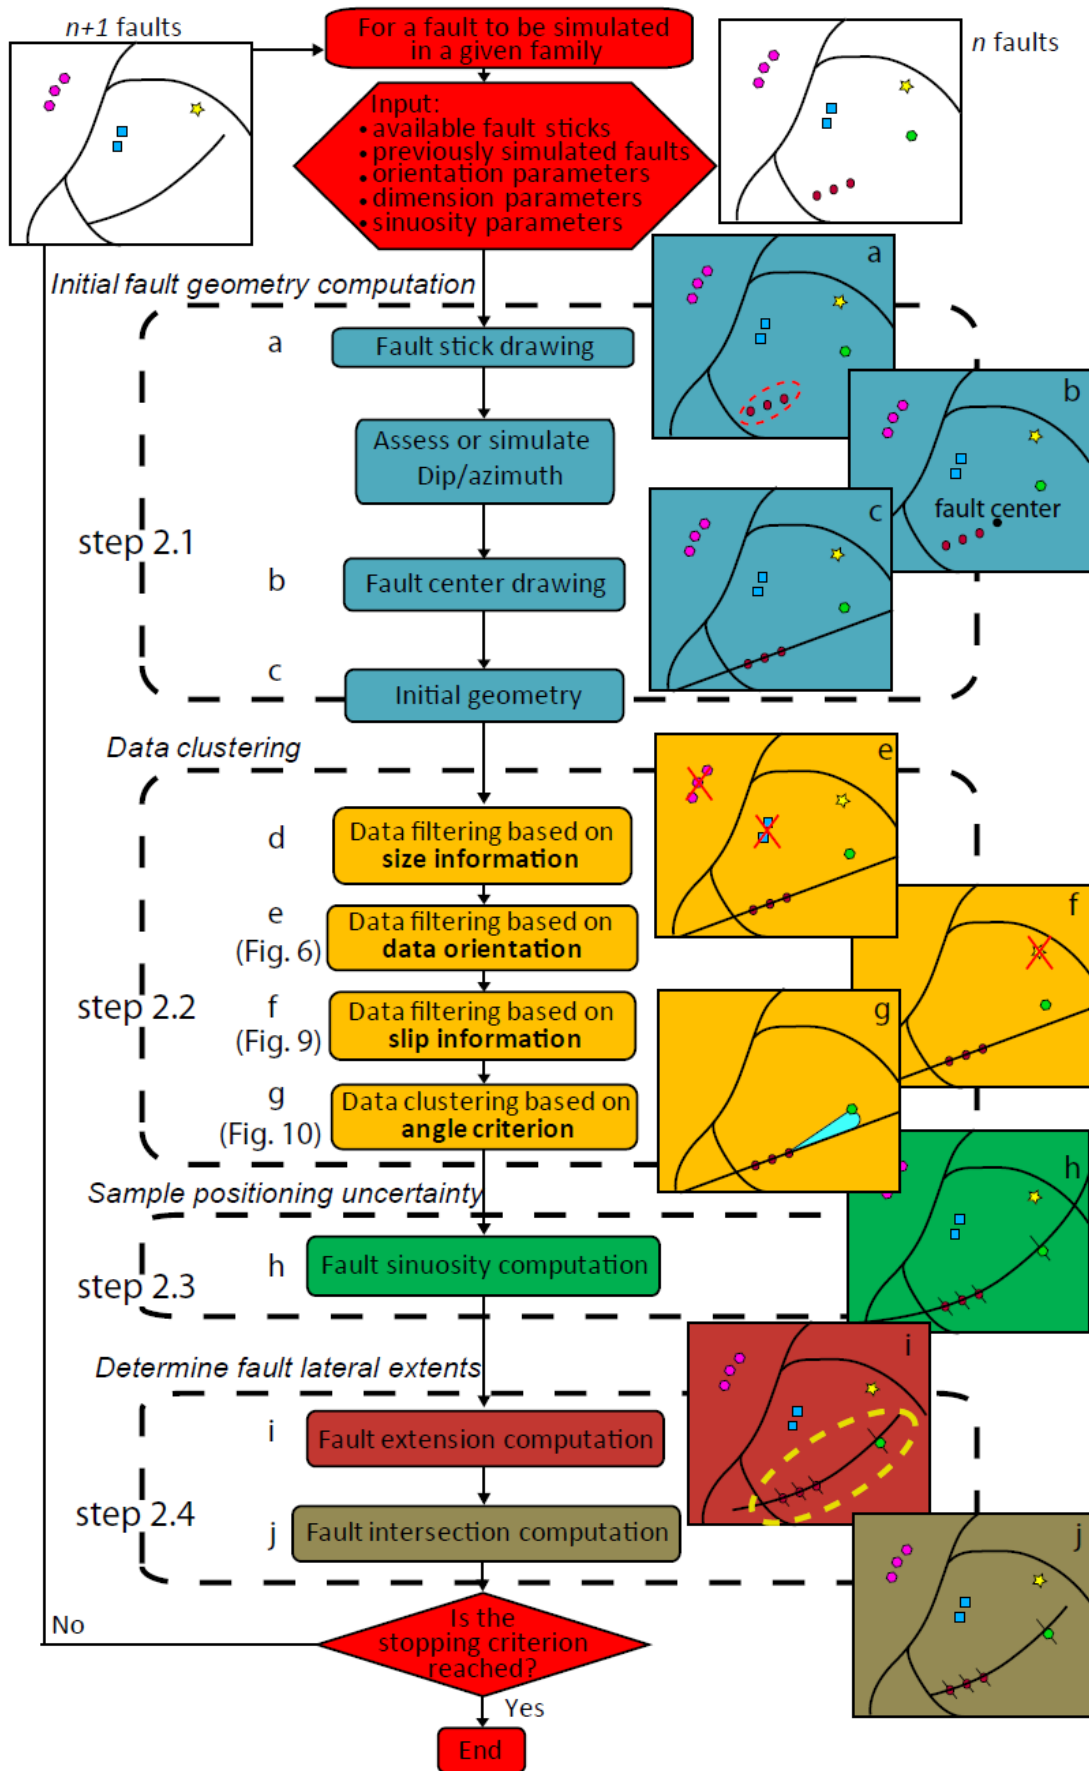 n+1 faults
For a fault to be simulated
in a given family
n faults
Input:
• available fault sticks
• previously simulated faults
• orientation parameters
• dimension parameters
• sinuosity parameters
Initial fault geometry computation
a
a
Fault stick drawing
b
Assess or simulate
Dip/azimuth
fault center
c
step 2.1
b
Fault center drawing
c
Initial geometry
Data clustering
e
d
Data filtering based on
size information
e
(Fig. 6)
Data filtering based on
data orientation
f
step 2.2
f
(Fig. 9)
Data filtering based on
slip information
g
g
(Fig. 10)
Data clustering based on
angle criterion
Sample positioning uncertainty
h
step 2.3
h
Fault sinuosity computation
Determine fault lateral extents
i
i
Fault extension computation
step 2.4
j
Fault intersection computation
j
Is the
stopping criterion
reached?
No
Yes
End